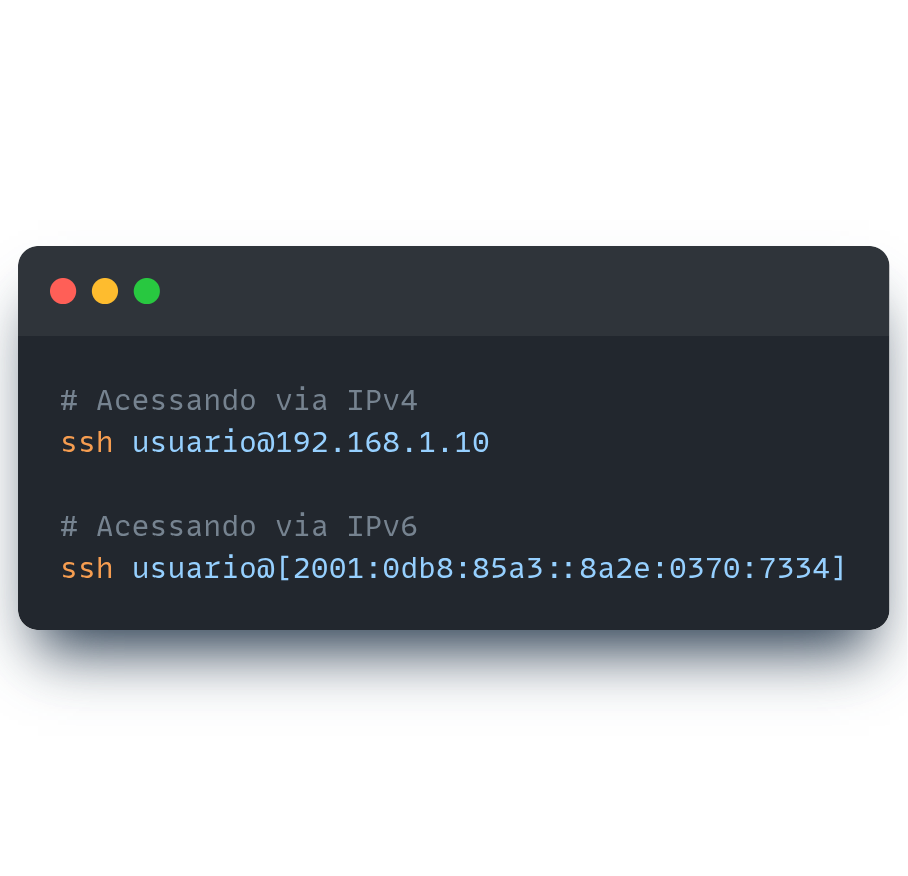 # Acessando via IPv4
ssh usuario@192.168.1.10
# Acessando via IPv6
ssh usuario@[2001:0db8:85a3::8a2e:0370:7334]